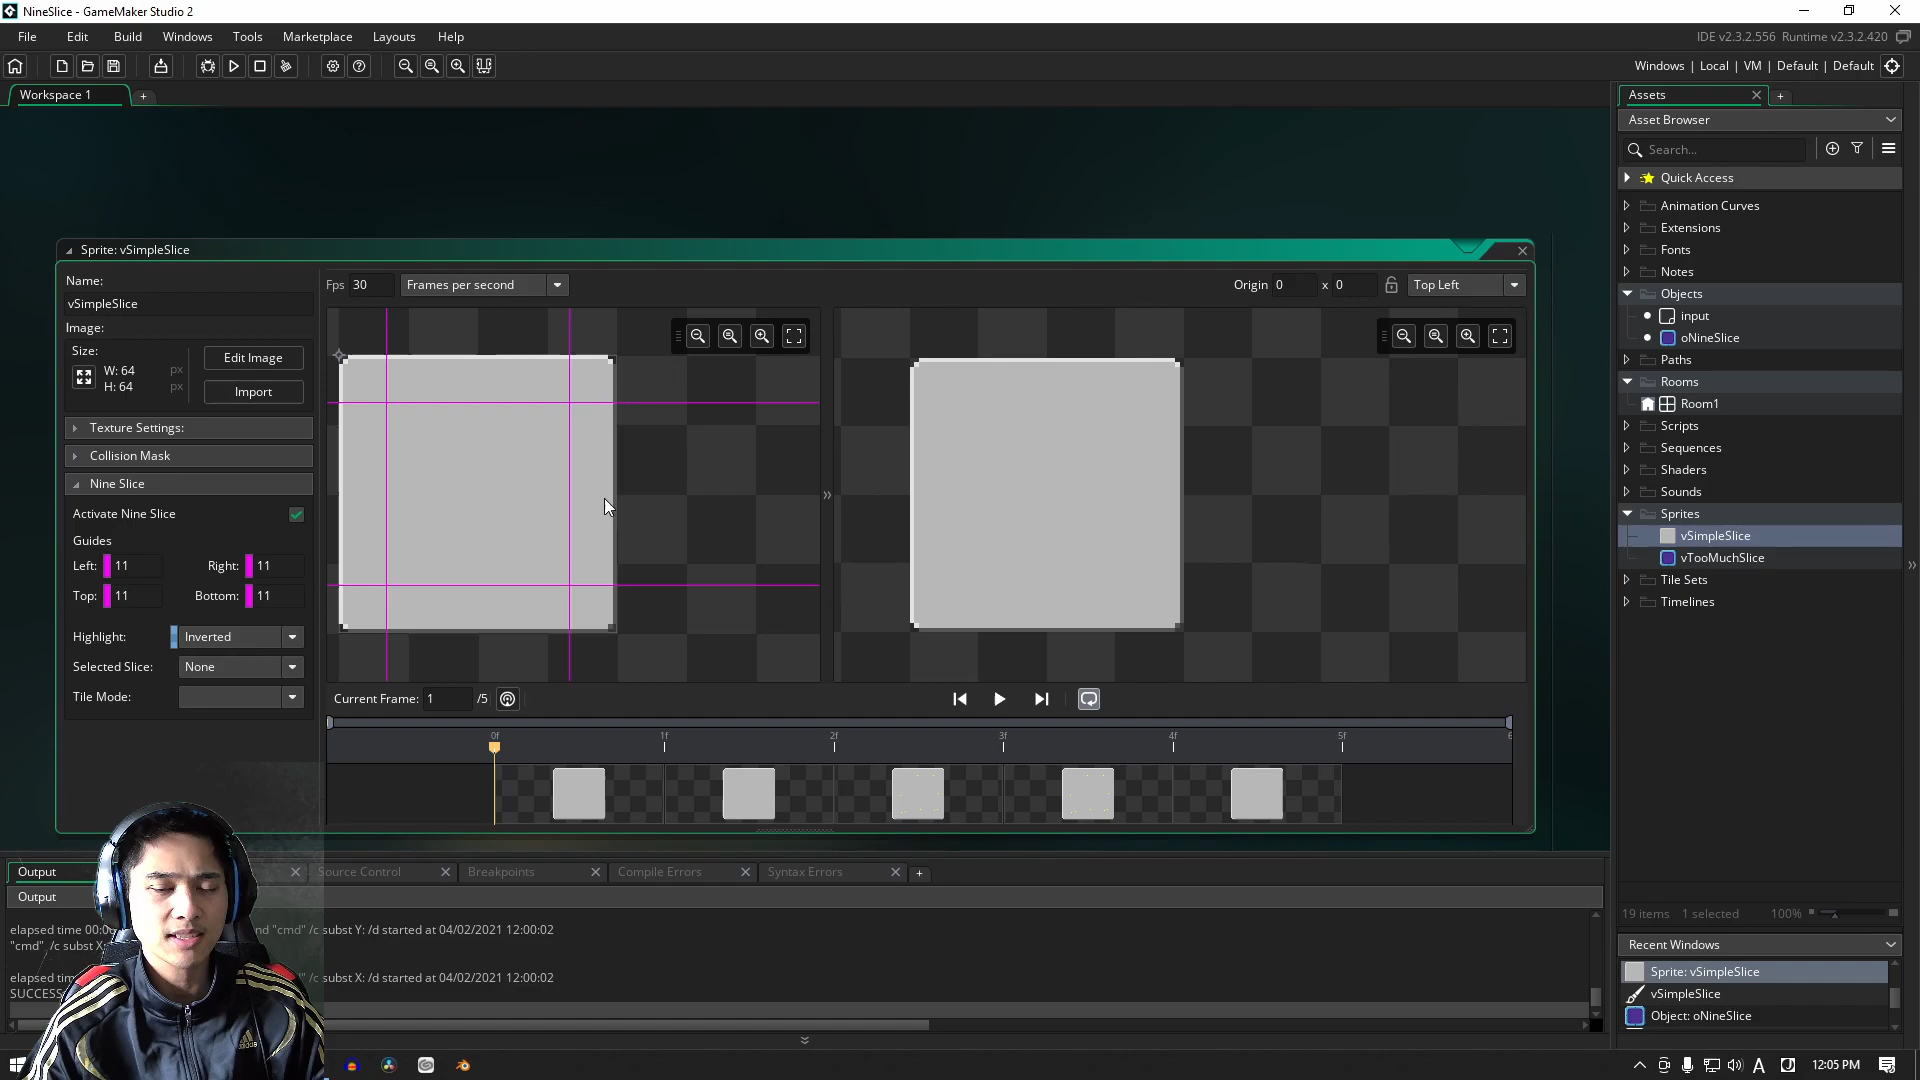 NineSlice - GameMaker Studio 2
File Edit Build Windows Tools Marketplace Layouts Help
IDE v2.3.2.556 Runtime v2.3.2.420
Windows | Local | VM | Default | Default
Workspace 1
Sprite: vSimpleSlice
Name:
vSimpleSlice
Image:
Size:
W: 64 px
H: 64 px
Edit Image
Import
Texture Settings:
Collision Mask
Nine Slice
Activate Nine Slice
Guides
Left: 11 Right: 11
Top: 11 Bottom: 11
Highlight: Inverted
Selected Slice: None
Tile Mode:
Fps 30 Frames per second
Origin 0 x 0 Top Left
Current Frame: 1 /5
0f 1f 2f 3f 4f 5f 6
Output Source Control Breakpoints Compile Errors Syntax Errors
Output
elapsed time 00:00 nd "cmd" /c subst Y: /d started at 04/02/2021 12:00:02
"cmd" /c subst X:
elapsed tim /c subst X: /d started at 04/02/2021 12:00:02
SUCCESS
Assets
Asset Browser
Search...
Quick Access
Animation Curves
Extensions
Fonts
Notes
Objects
input
oNineSlice
Paths
Rooms
Room1
Scripts
Sequences
Shaders
Sounds
Sprites
vSimpleSlice
vTooMuchSlice
Tile Sets
Timelines
19 items 1 selected 100%
Recent Windows
Sprite: vSimpleSlice
vSimpleSlice
Object: oNineSlice
A 12:05 PM